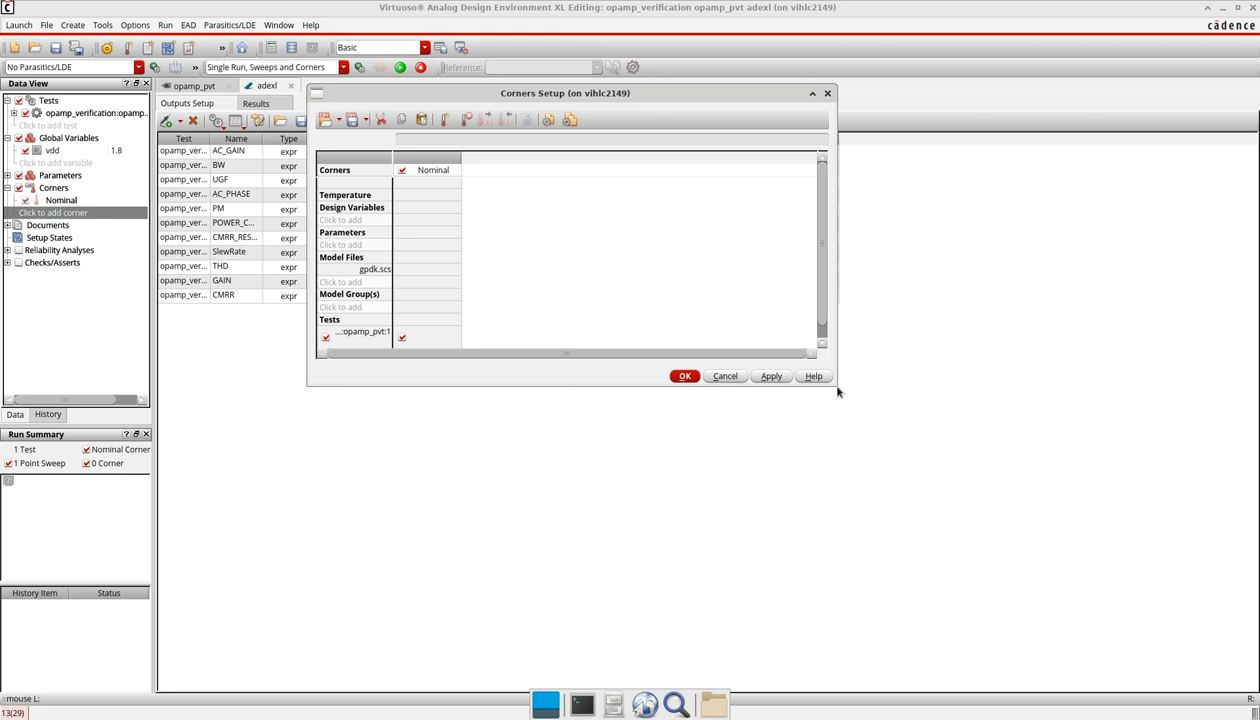 Virtuoso® Analog Design Environment XL Editing: opamp_verification opamp_pvt adexl (on vihlc2149)
Launch File Create Tools Options Run EAD Parasitics/LDE Window Help
cādence
» Basic
No Parasitics/LDE » Single Run, Sweeps and Corners Reference:
Data View
Tests
opamp_verification:opamp..
Click to add test
Global Variables
vdd 1.8
Click to add variable
Parameters
Corners
Nominal
Click to add corner
Documents
Setup States
Reliability Analyses
Checks/Asserts
Data History
Run Summary
1 Test Nominal Corner
1 Point Sweep 0 Corner
History Item Status
opamp_pvt adexl
Outputs Setup Results
Test Name Type
opamp_ver... AC_GAIN expr
opamp_ver... BW expr
opamp_ver... UGF expr
opamp_ver... AC_PHASE expr
opamp_ver... PM expr
opamp_ver... POWER_C... expr
opamp_ver... CMRR_RES... expr
opamp_ver... SlewRate expr
opamp_ver... THD expr
opamp_ver... GAIN expr
opamp_ver... CMRR expr
Corners Setup (on vihlc2149)
Corners Nominal
Temperature
Design Variables
Click to add
Parameters
Click to add
Model Files
gpdk.scs
Click to add
Model Group(s)
Click to add
Tests
...:opamp_pvt:1
OK Cancel Apply Help
mouse L: R:
13(29)